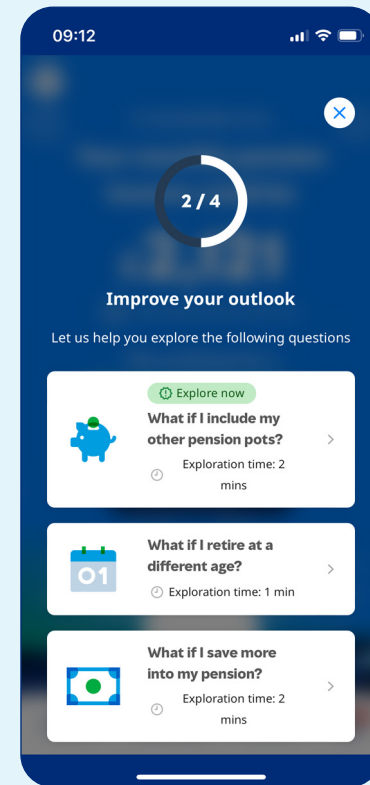 09:12
2 / 4
Improve your outlook
Let us help you explore the following questions
Explore now
What if I include my
other pension pots?
Exploration time: 2
mins
01
What if I retire at a
different age?
Exploration time: 1 min
What if I save more
into my pension?
Exploration time: 2
mins